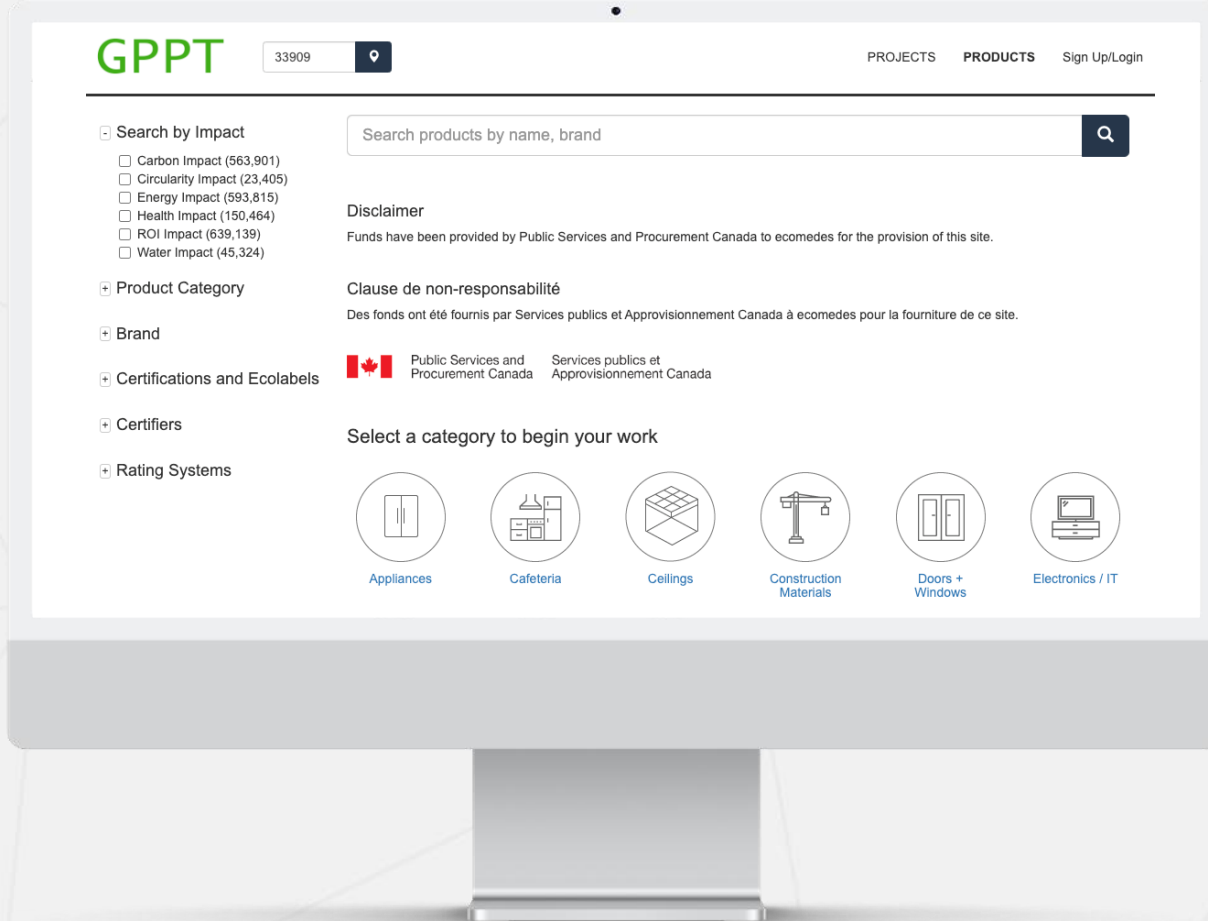 GPPT
33909
PROJECTS
PRODUCTS
Sign Up/Login
- Search by Impact
Carbon Impact (563,901)
Circularity Impact (23,405)
Energy Impact (593,815)
Health Impact (150,464)
ROI Impact (639,139)
Water Impact (45,324)
+ Product Category
+ Brand
+ Certifications and Ecolabels
+ Certifiers
+ Rating Systems
Search products by name, brand
Disclaimer
Funds have been provided by Public Services and Procurement Canada to ecomedes for the provision of this site.
Clause de non-responsabilité
Des fonds ont été fournis par Services publics et Approvisionnement Canada à ecomedes pour la fourniture de ce site.
Public Services and
Procurement Canada
Services publics et
Approvisionnement Canada
Select a category to begin your work
Appliances
Cafeteria
Ceilings
Construction
Materials
Doors +
Windows
Electronics / IT